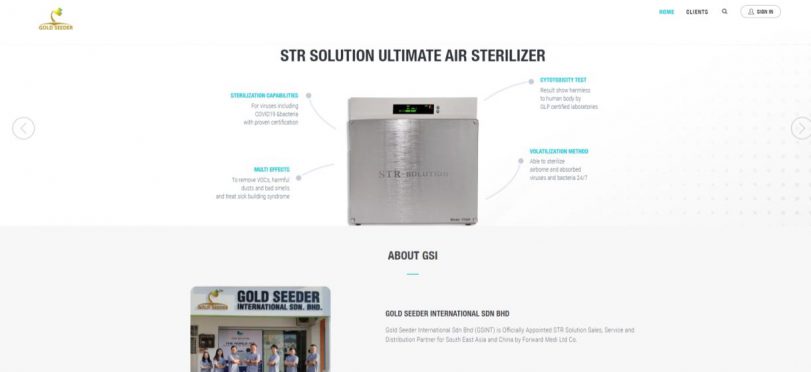 GOLD SEEDER
HOME
CLIENTS
SIGN IN
STR SOLUTION ULTIMATE AIR STERILIZER
STERILIZATION CAPABILITIES
For viruses including
COVID19 &bacteria
with proven certification
MULTI EFFECTS
To remove VOCs, harmful
dusts and bad smells
and treat sick building syndrome
STR-SOLUTION
CYTOTOXICITY TEST
Result show harmless
to human body by
GLP certified laboratories
VOLATILIZATION METHOD
Able to sterilize
airborne and absorbed
viruses and bacteria 24/7
ABOUT GSI
GOLD SEEDER
INTERNATIONAL SDN. BHD.
GOLD SEEDER
GOLD SEEDER INTERNATIONAL SDN BHD
Gold Seeder International Sdn Bhd (GSINT) is Officially Appointed STR Solution Sales, Service and
Distribution Partner for South East Asia and China by Forward Medi Ltd Co.